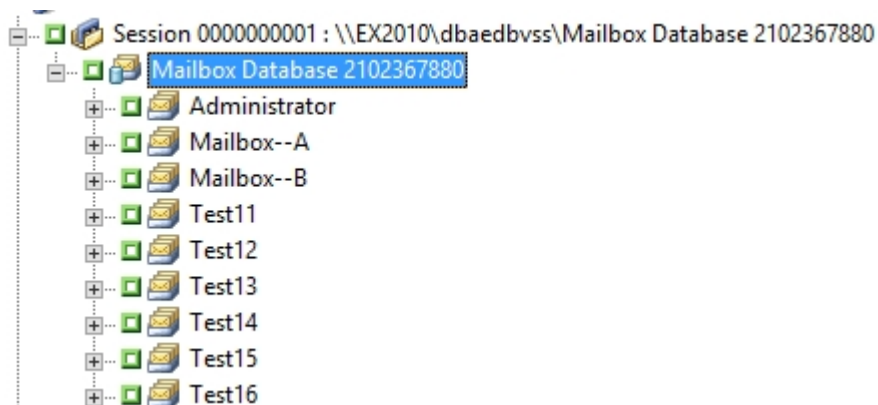 Session 0000000001 : \\EX2010\dbaedbvss\Mailbox Database 2102367880
Mailbox Database 2102367880
Administrator
Mailbox--A
Mailbox--B
Test11
Test12
Test13
Test14
Test15
Test16